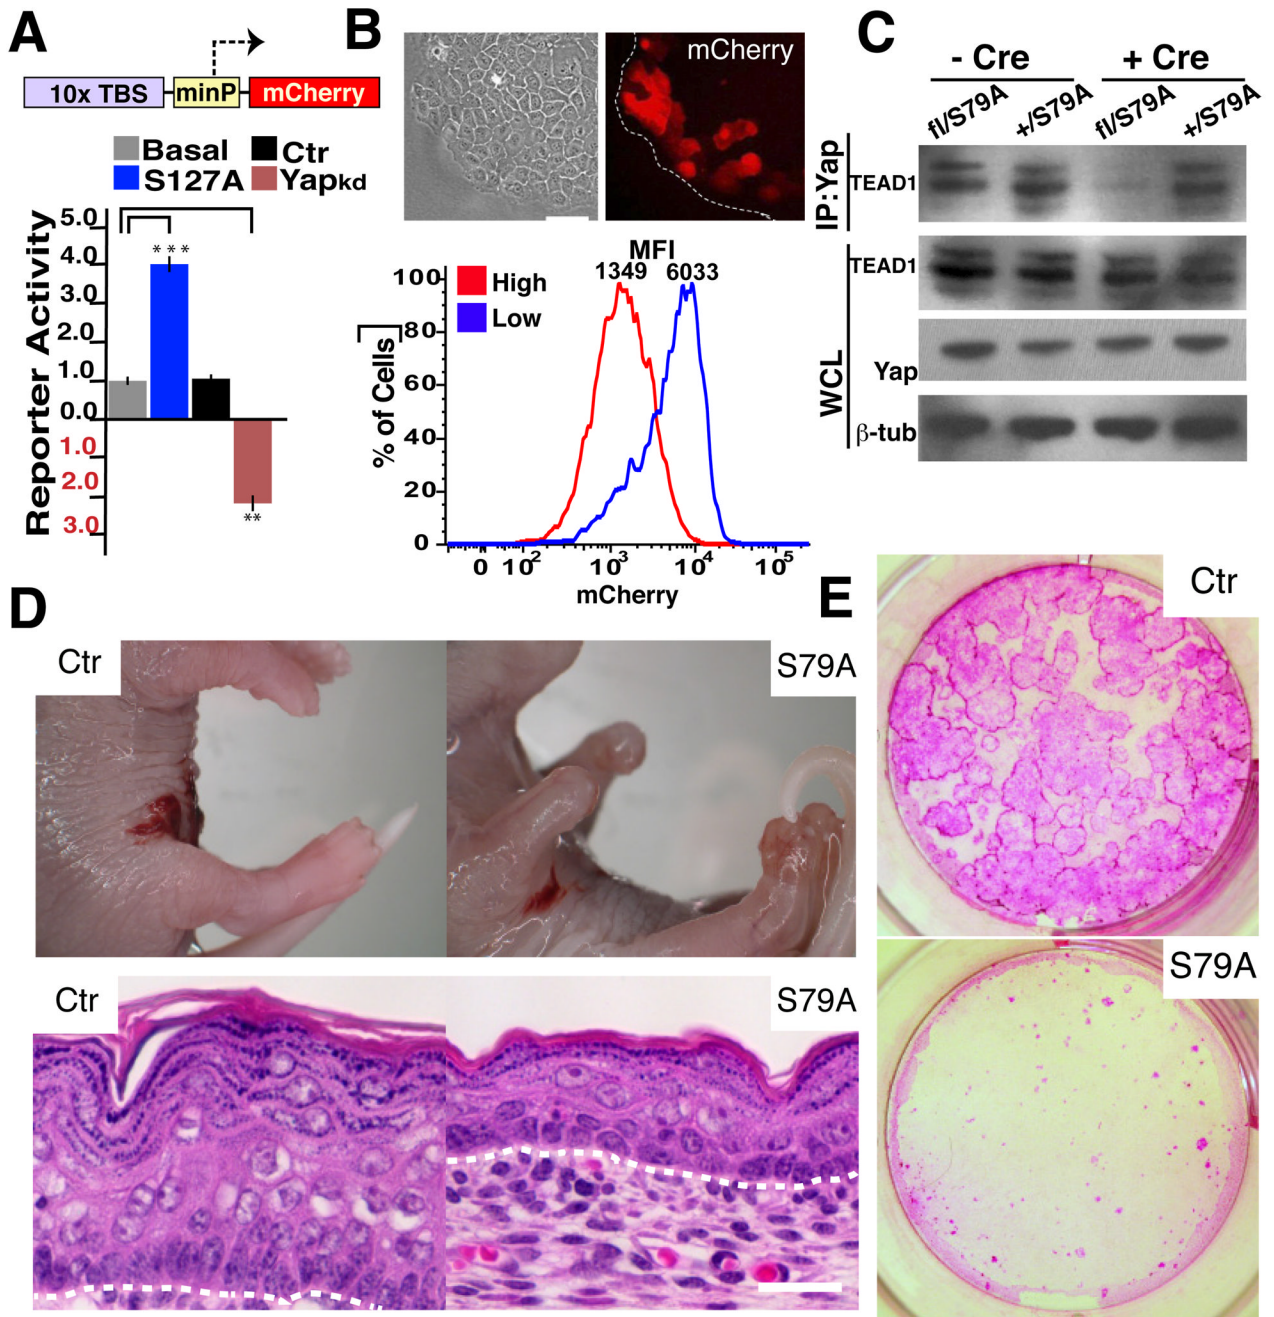 A
10x TBS
minP
mCherry
Basal
Ctr
S127A
Yapkd
Reporter Activity
5.0
4.0
3.0
2.0
1.0
0.0
1.0
2.0
3.0
***
**
B
mCherry
MFI
1349
6033
High
Low
% of Cells
100
80
60
40
20
0
0
10²
10³
10⁴
10⁵
mCherry
C
- Cre
+ Cre
fl/S79A
+/S79A
fl/S79A
+/S79A
IP:Yap
TEAD1
WCL
TEAD1
Yap
β-tub
D
Ctr
S79A
Ctr
S79A
E
Ctr
S79A